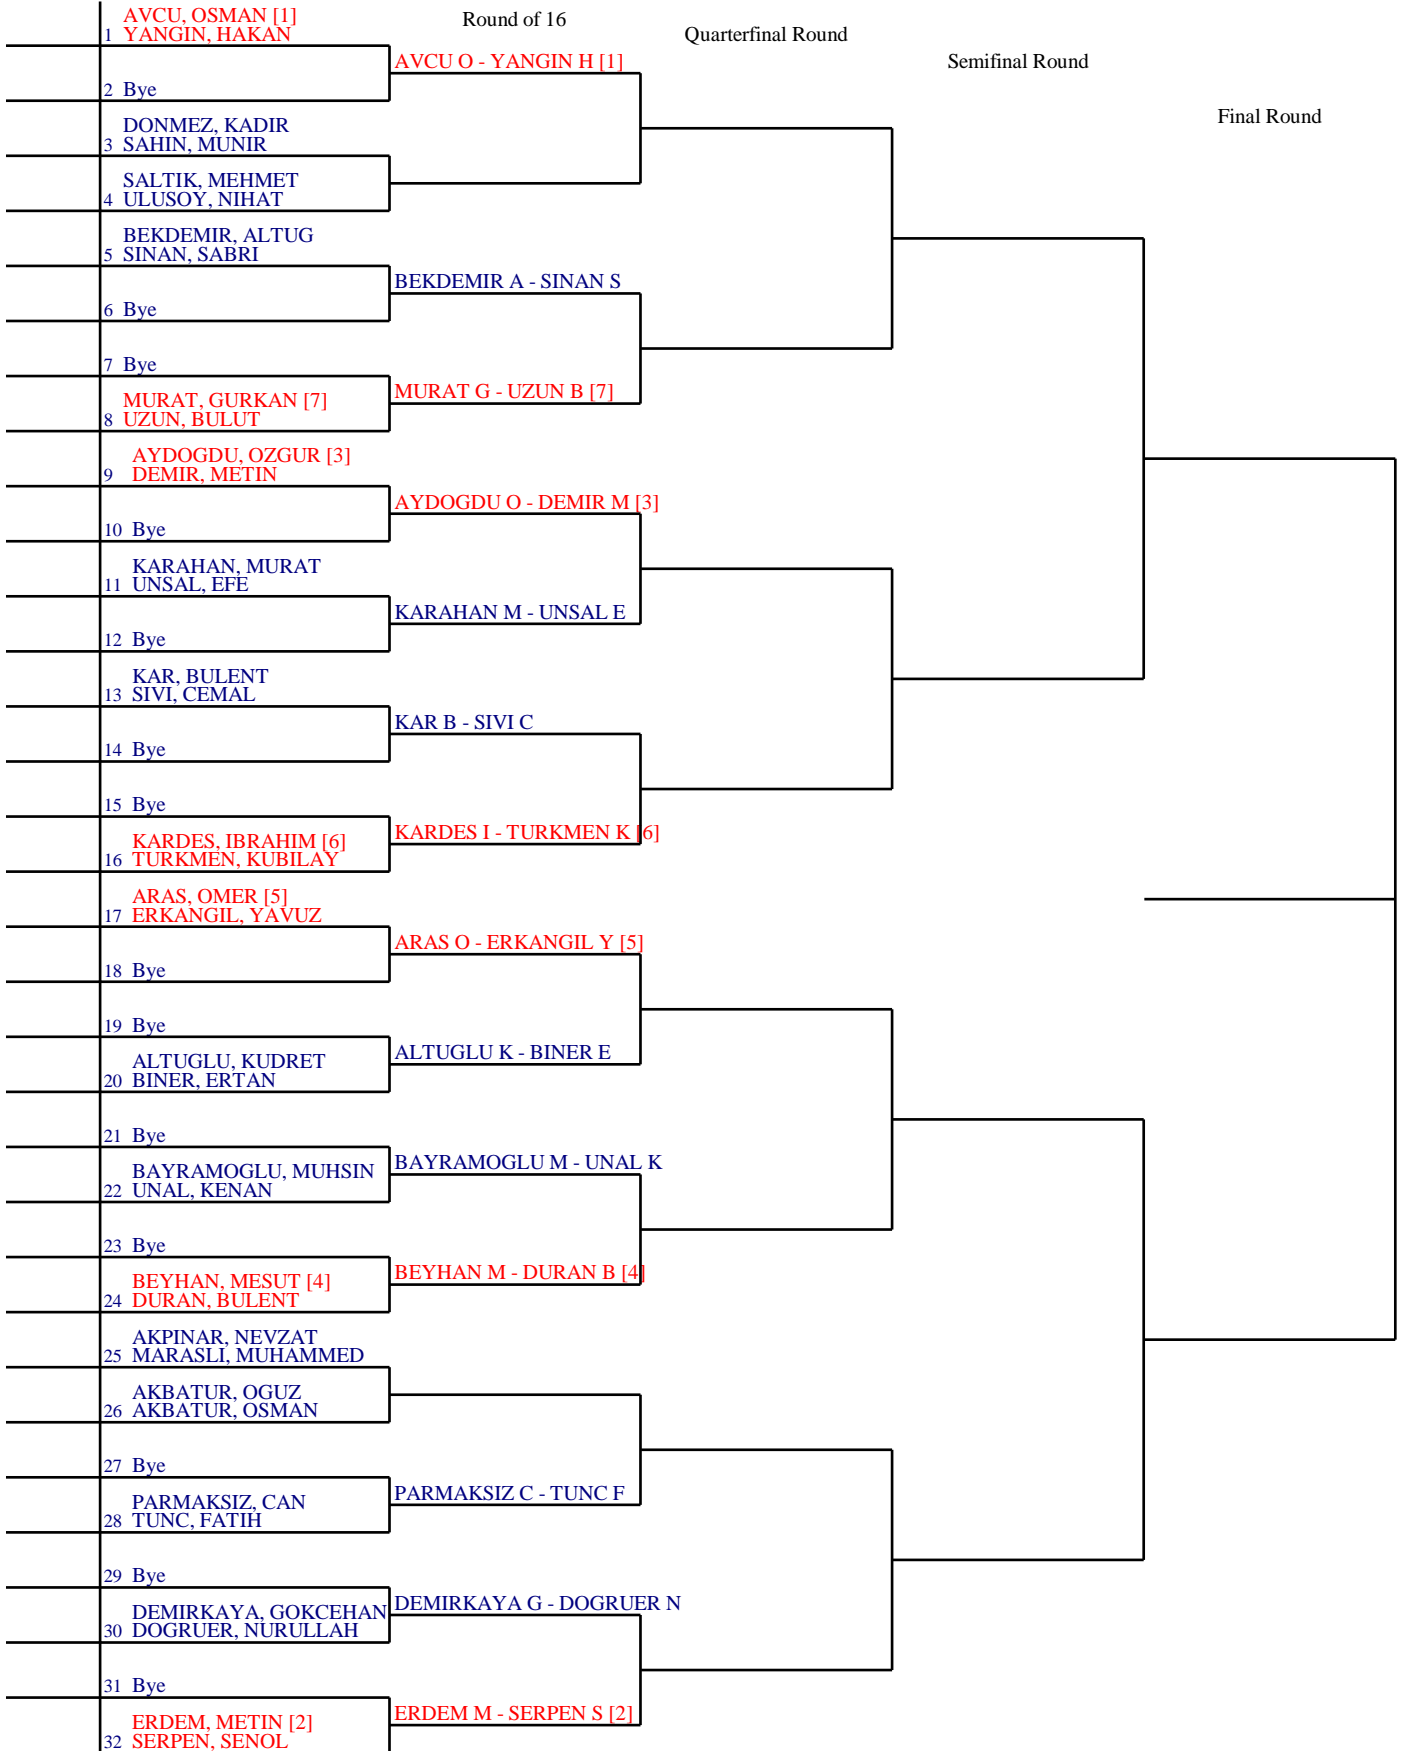 Round of 16
Quarterfinal Round
Semifinal Round
Final Round
AVCU, OSMAN [1]
1 YANGIN, HAKAN
AVCU O - YANGIN H [1]
2 Bye
DONMEZ, KADIR
3 SAHIN, MUNIR
SALTIK, MEHMET
4 ULUSOY, NIHAT
BEKDEMIR, ALTUG
5 SINAN, SABRI
BEKDEMIR A - SINAN S
6 Bye
7 Bye
MURAT G - UZUN B [7]
MURAT, GURKAN [7]
8 UZUN, BULUT
AYDOGDU, OZGUR [3]
9 DEMIR, METIN
AYDOGDU O - DEMIR M [3]
10 Bye
KARAHAN, MURAT
11 UNSAL, EFE
KARAHAN M - UNSAL E
12 Bye
KAR, BULENT
13 SIVI, CEMAL
KAR B - SIVI C
14 Bye
15 Bye
KARDES I - TURKMEN K [6]
KARDES, IBRAHIM [6]
16 TURKMEN, KUBILAY
ARAS, OMER [5]
17 ERKANGIL, YAVUZ
ARAS O - ERKANGIL Y [5]
18 Bye
19 Bye
ALTUGLU K - BINER E
ALTUGLU, KUDRET
20 BINER, ERTAN
21 Bye
BAYRAMOGLU M - UNAL K
BAYRAMOGLU, MUHSIN
22 UNAL, KENAN
23 Bye
BEYHAN M - DURAN B [4]
BEYHAN, MESUT [4]
24 DURAN, BULENT
AKPINAR, NEVZAT
25 MARASLI, MUHAMMED
AKBATUR, OGUZ
26 AKBATUR, OSMAN
27 Bye
PARMAKSIZ C - TUNC F
PARMAKSIZ, CAN
28 TUNC, FATIH
29 Bye
DEMIRKAYA G - DOGRUER N
DEMIRKAYA, GOKCEHAN
30 DOGRUER, NURULLAH
31 Bye
ERDEM M - SERPEN S [2]
ERDEM, METIN [2]
32 SERPEN, SENOL